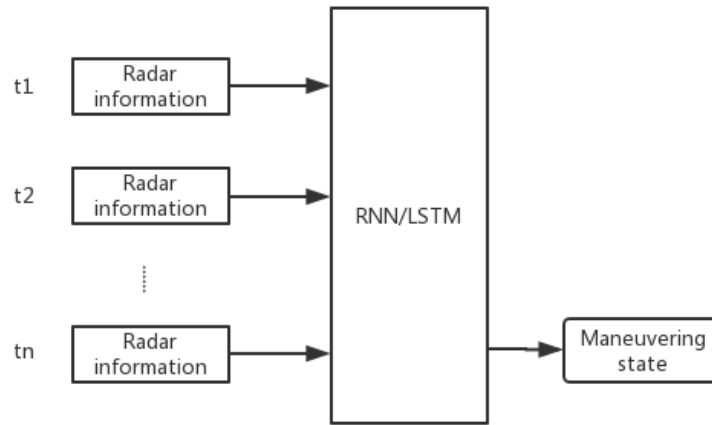 t1
Radar
information
t2
Radar
information
RNN/LSTM
tn
Radar
information
Maneuvering
state